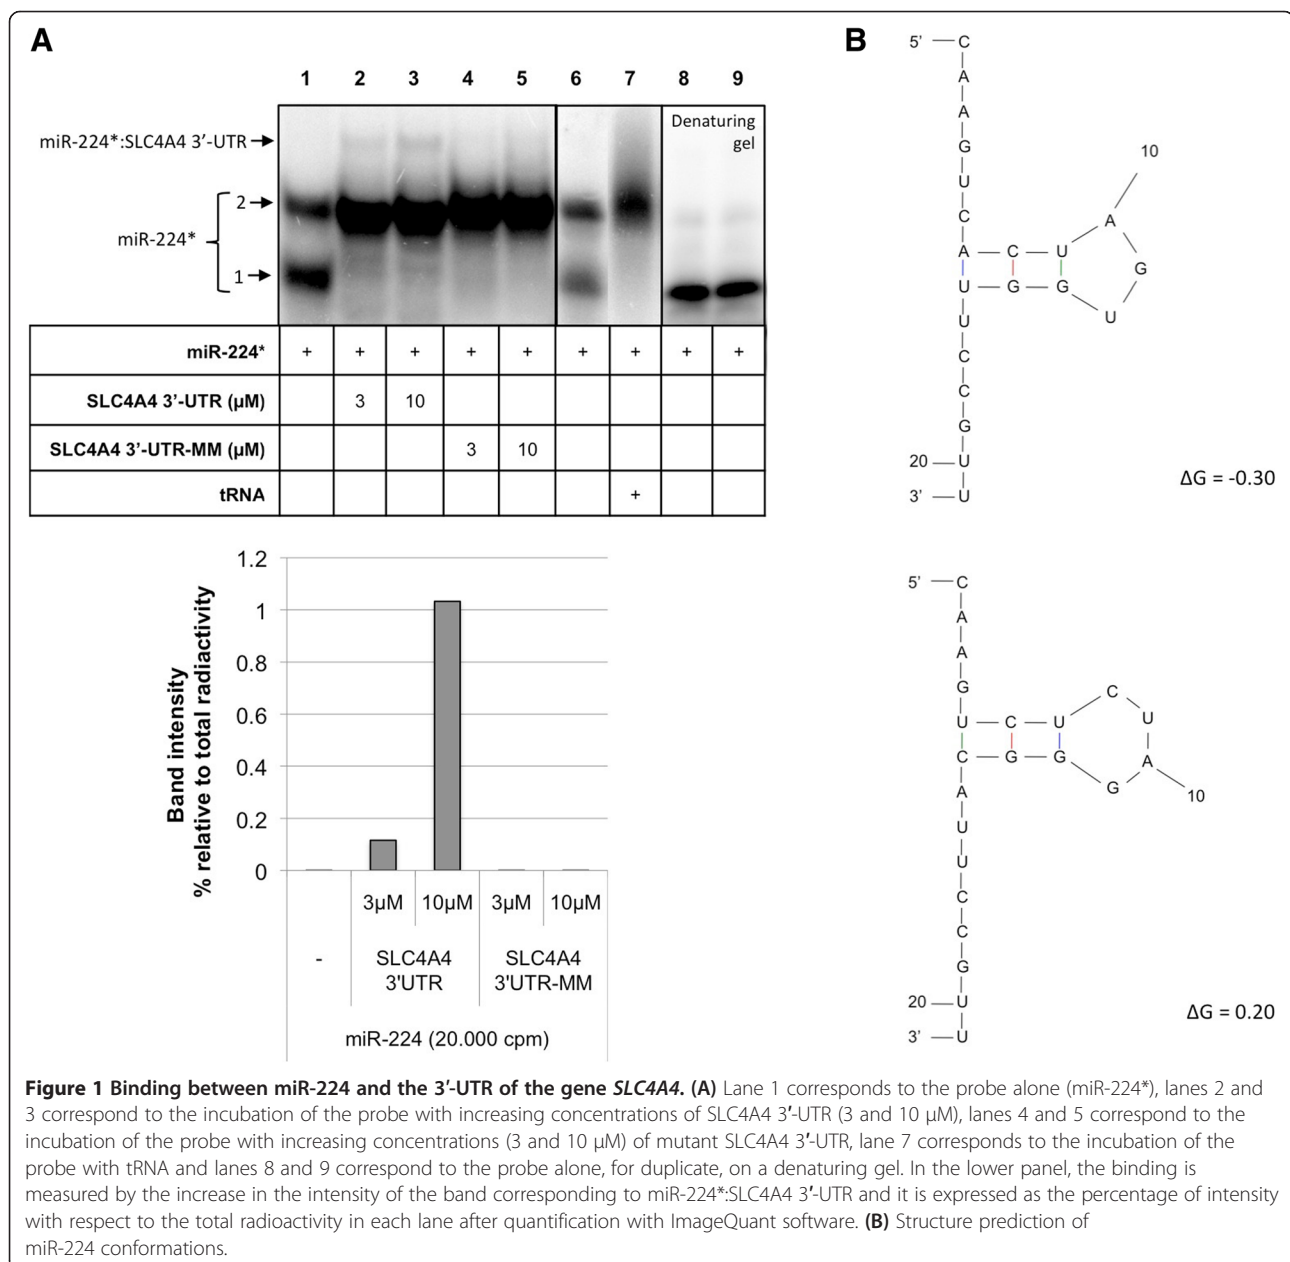 A
1 2 3 4 5 6 7 8 9
miR-224*:SLC4A4 3’-UTR
Denaturing
gel
2
miR-224*
1
miR-224* + + + + + + + + +
SLC4A4 3’-UTR (µM) 3 10
SLC4A4 3’-UTR-MM (µM) 3 10
tRNA +
Band intensity
% relative to total radiactivity
1.2
1
0.8
0.6
0.4
0.2
0
3µM 10µM 3µM 10µM
- SLC4A4 SLC4A4
3'UTR 3'UTR-MM
miR-224 (20.000 cpm)
B
5’ C
A
A
G
U
C
A C U A 10
G
U G G U
U
C
C
G
20 U
3’ U
ΔG = -0.30
5’ C
A
A
G
U C U C U
A 10
C G G G
A
U
U
C
C
G
20 U
3’ U
ΔG = 0.20
Figure 1 Binding between miR-224 and the 3′-UTR of the gene SLC4A4. (A) Lane 1 corresponds to the probe alone (miR-224*), lanes 2 and
3 correspond to the incubation of the probe with increasing concentrations of SLC4A4 3′-UTR (3 and 10 µM), lanes 4 and 5 correspond to the
incubation of the probe with increasing concentrations (3 and 10 µM) of mutant SLC4A4 3′-UTR, lane 7 corresponds to the incubation of the
probe with tRNA and lanes 8 and 9 correspond to the probe alone, for duplicate, on a denaturing gel. In the lower panel, the binding is
measured by the increase in the intensity of the band corresponding to miR-224*:SLC4A4 3′-UTR and it is expressed as the percentage of intensity
with respect to the total radioactivity in each lane after quantification with ImageQuant software. (B) Structure prediction of
miR-224 conformations.